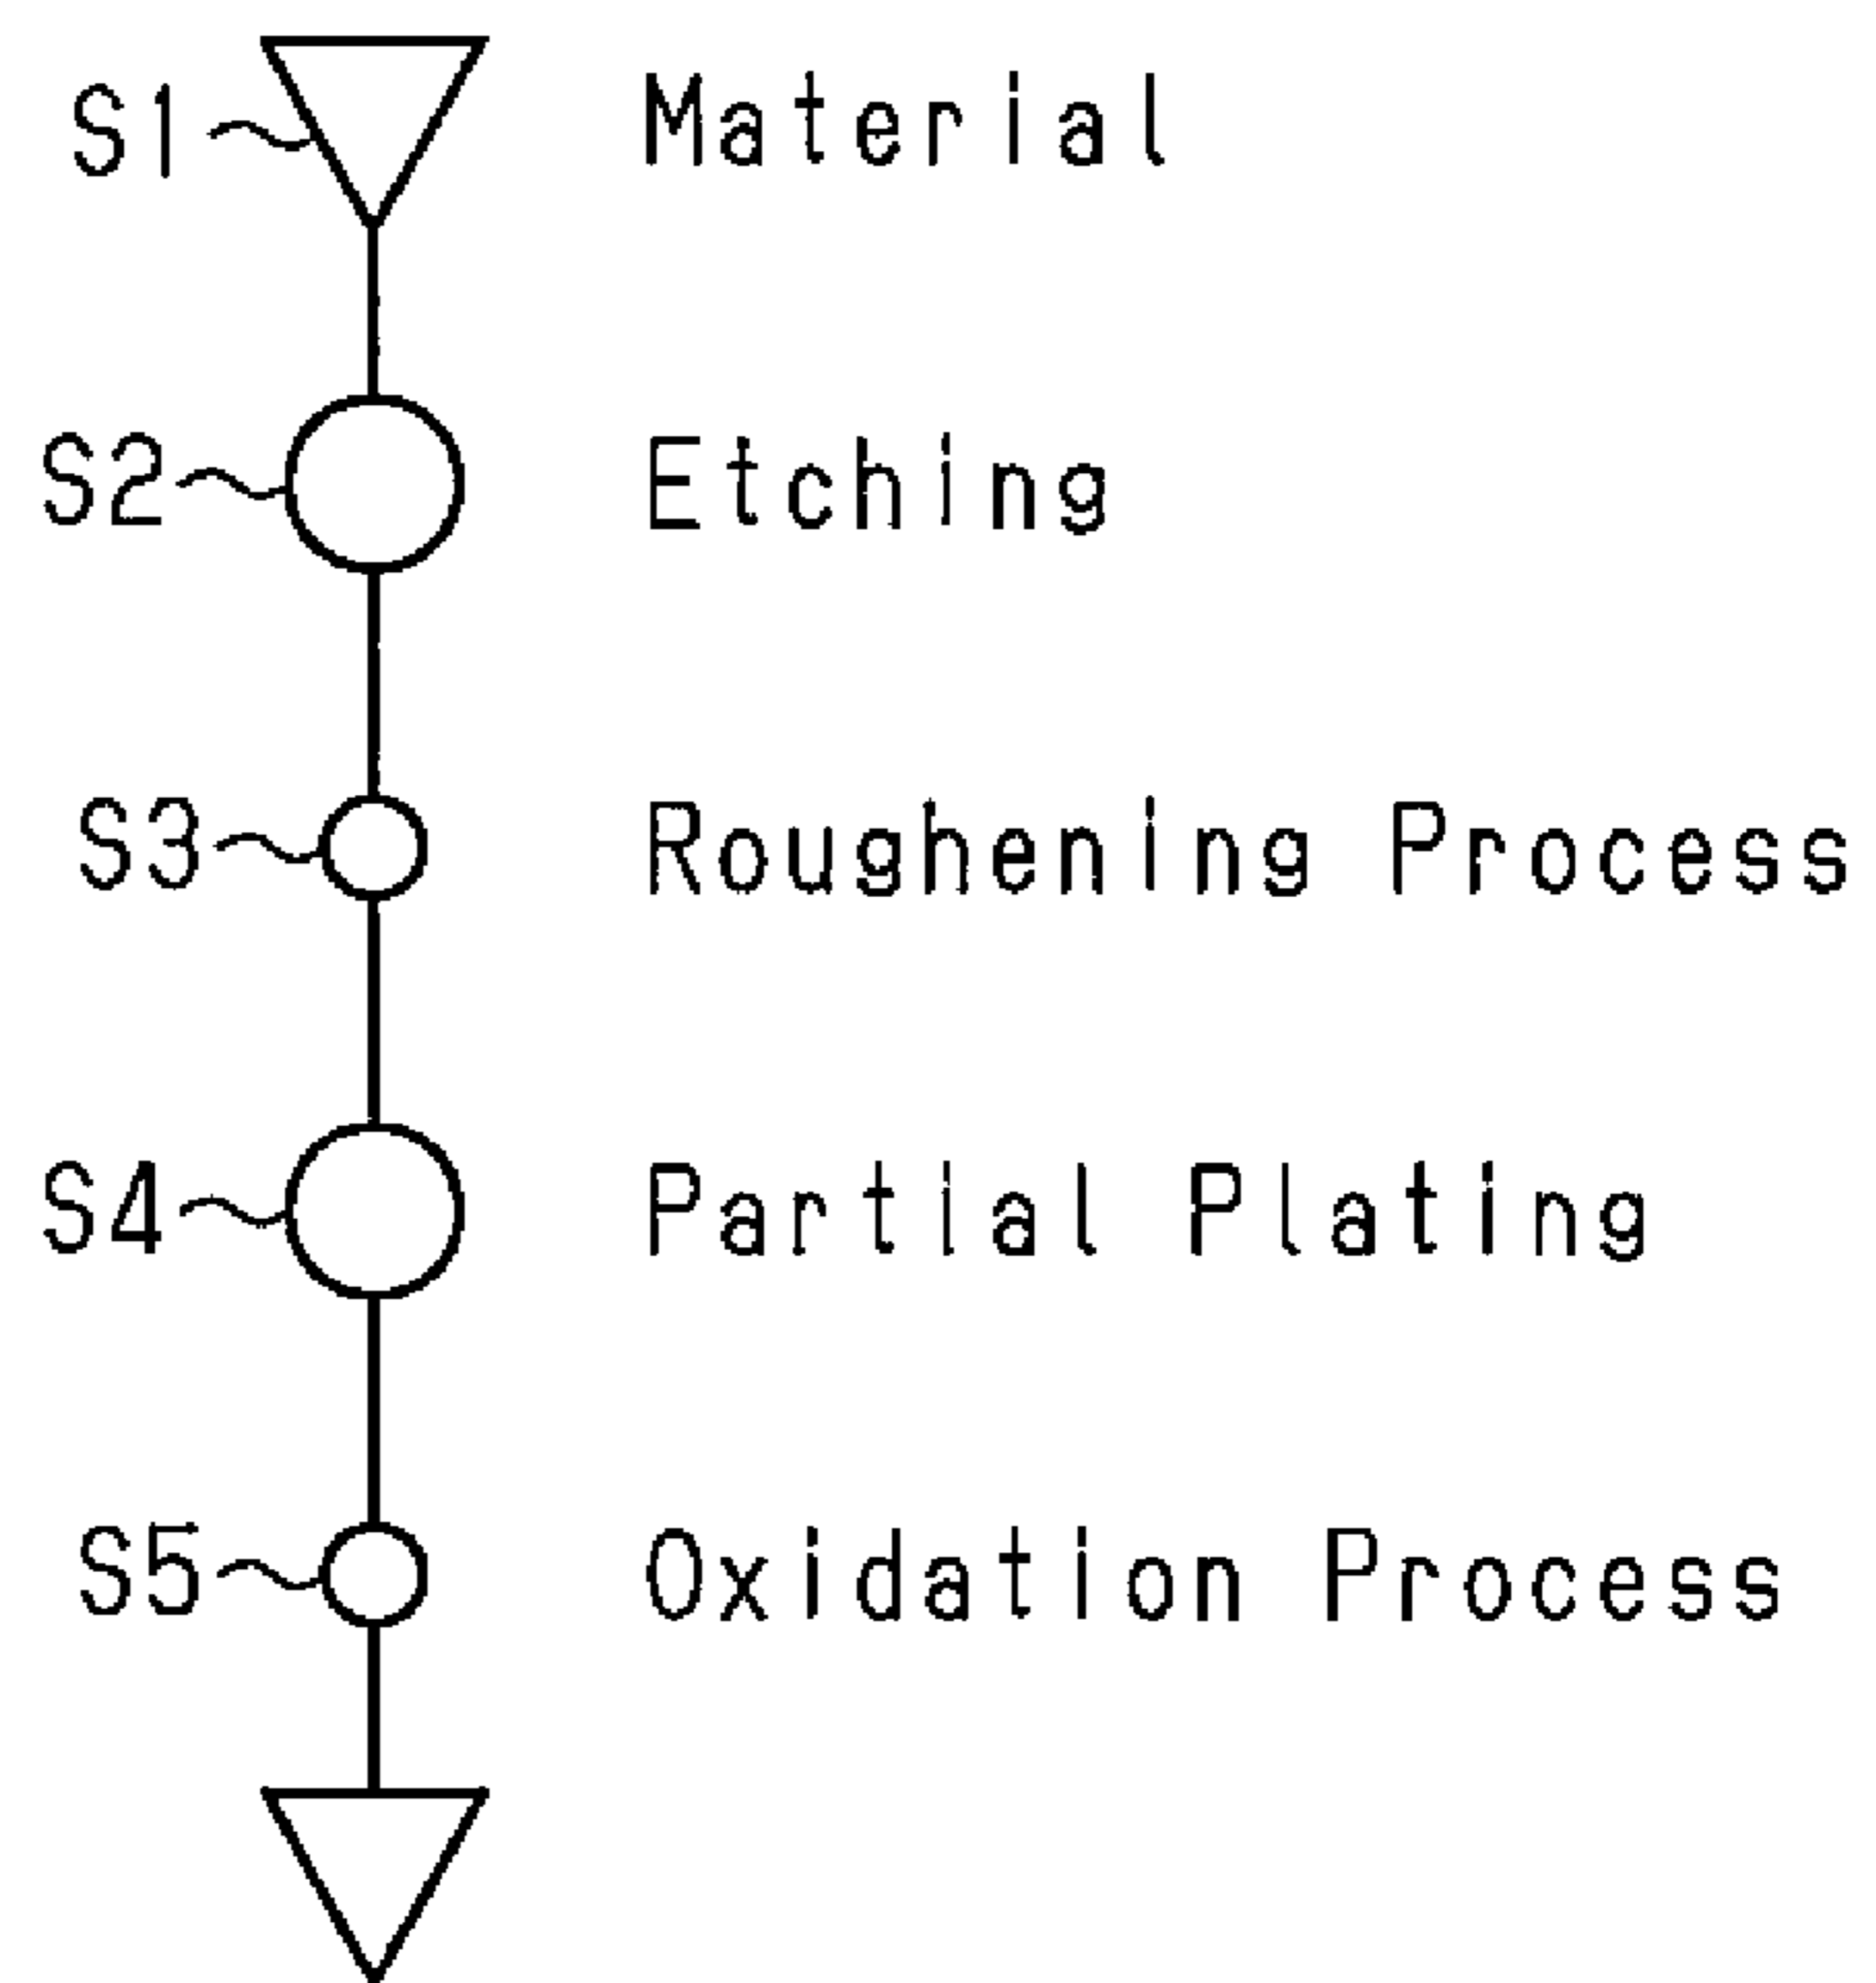 S1 Material
S2 Etching
S3 Roughening Process
S4 Partial Plating
S5 Oxidation Process